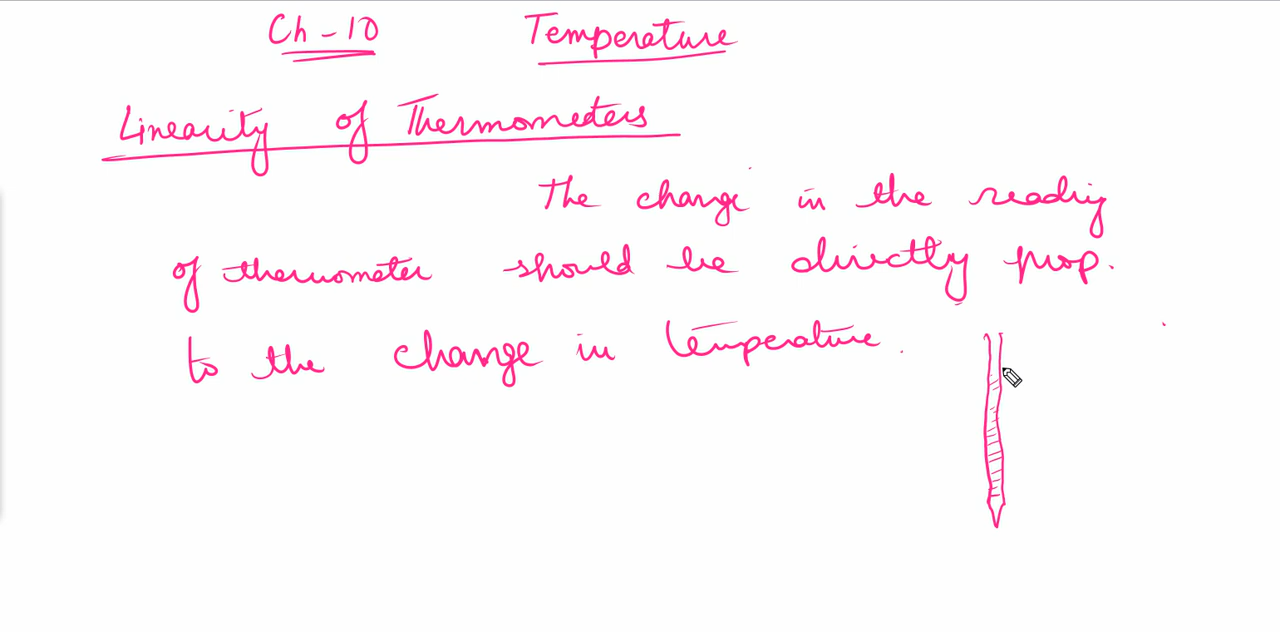 Ch - 10 Temperature
Linearity of Thermometers
The change in the reading
of thermometer should be directly prop.
to the change in temperature.